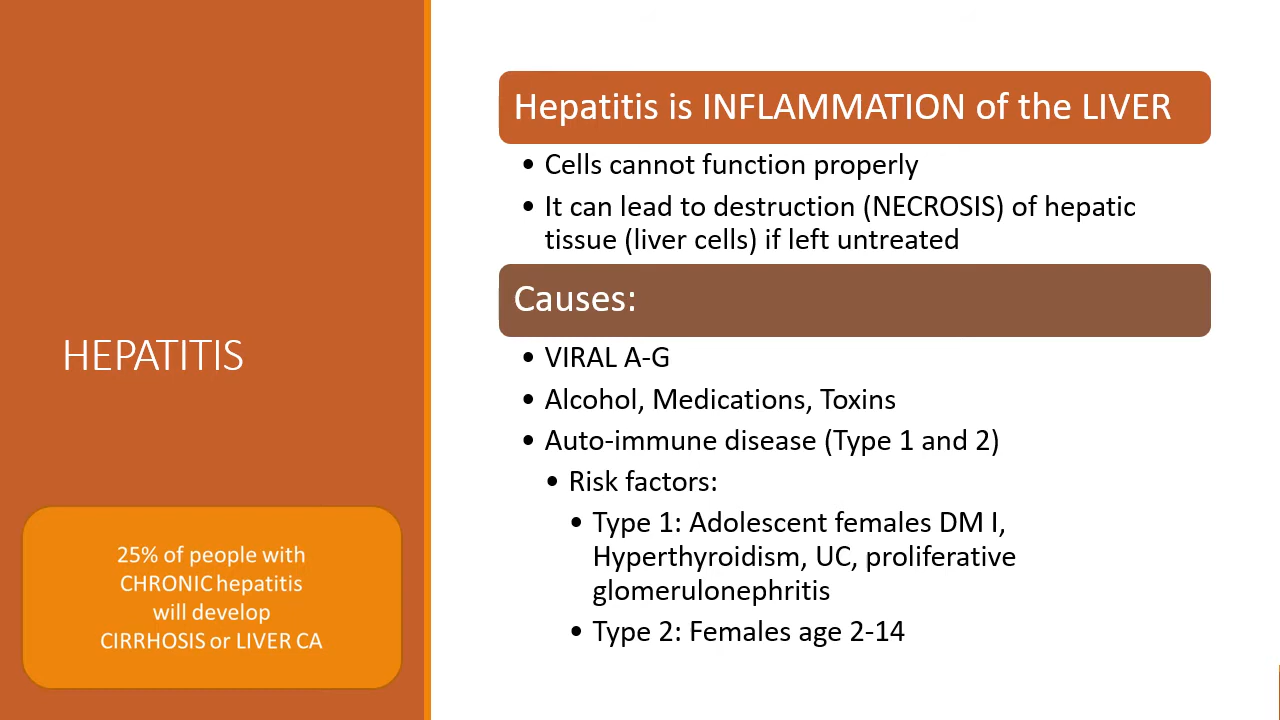 HEPATITIS
25% of people with
CHRONIC hepatitis
will develop
CIRRHOSIS or LIVER CA
Hepatitis is INFLAMMATION of the LIVER
• Cells cannot function properly
• It can lead to destruction (NECROSIS) of hepatic
tissue (liver cells) if left untreated
Causes:
• VIRAL A-G
• Alcohol, Medications, Toxins
• Auto-immune disease (Type 1 and 2)
• Risk factors:
• Type 1: Adolescent females DM I,
Hyperthyroidism, UC, proliferative
glomerulonephritis
• Type 2: Females age 2-14